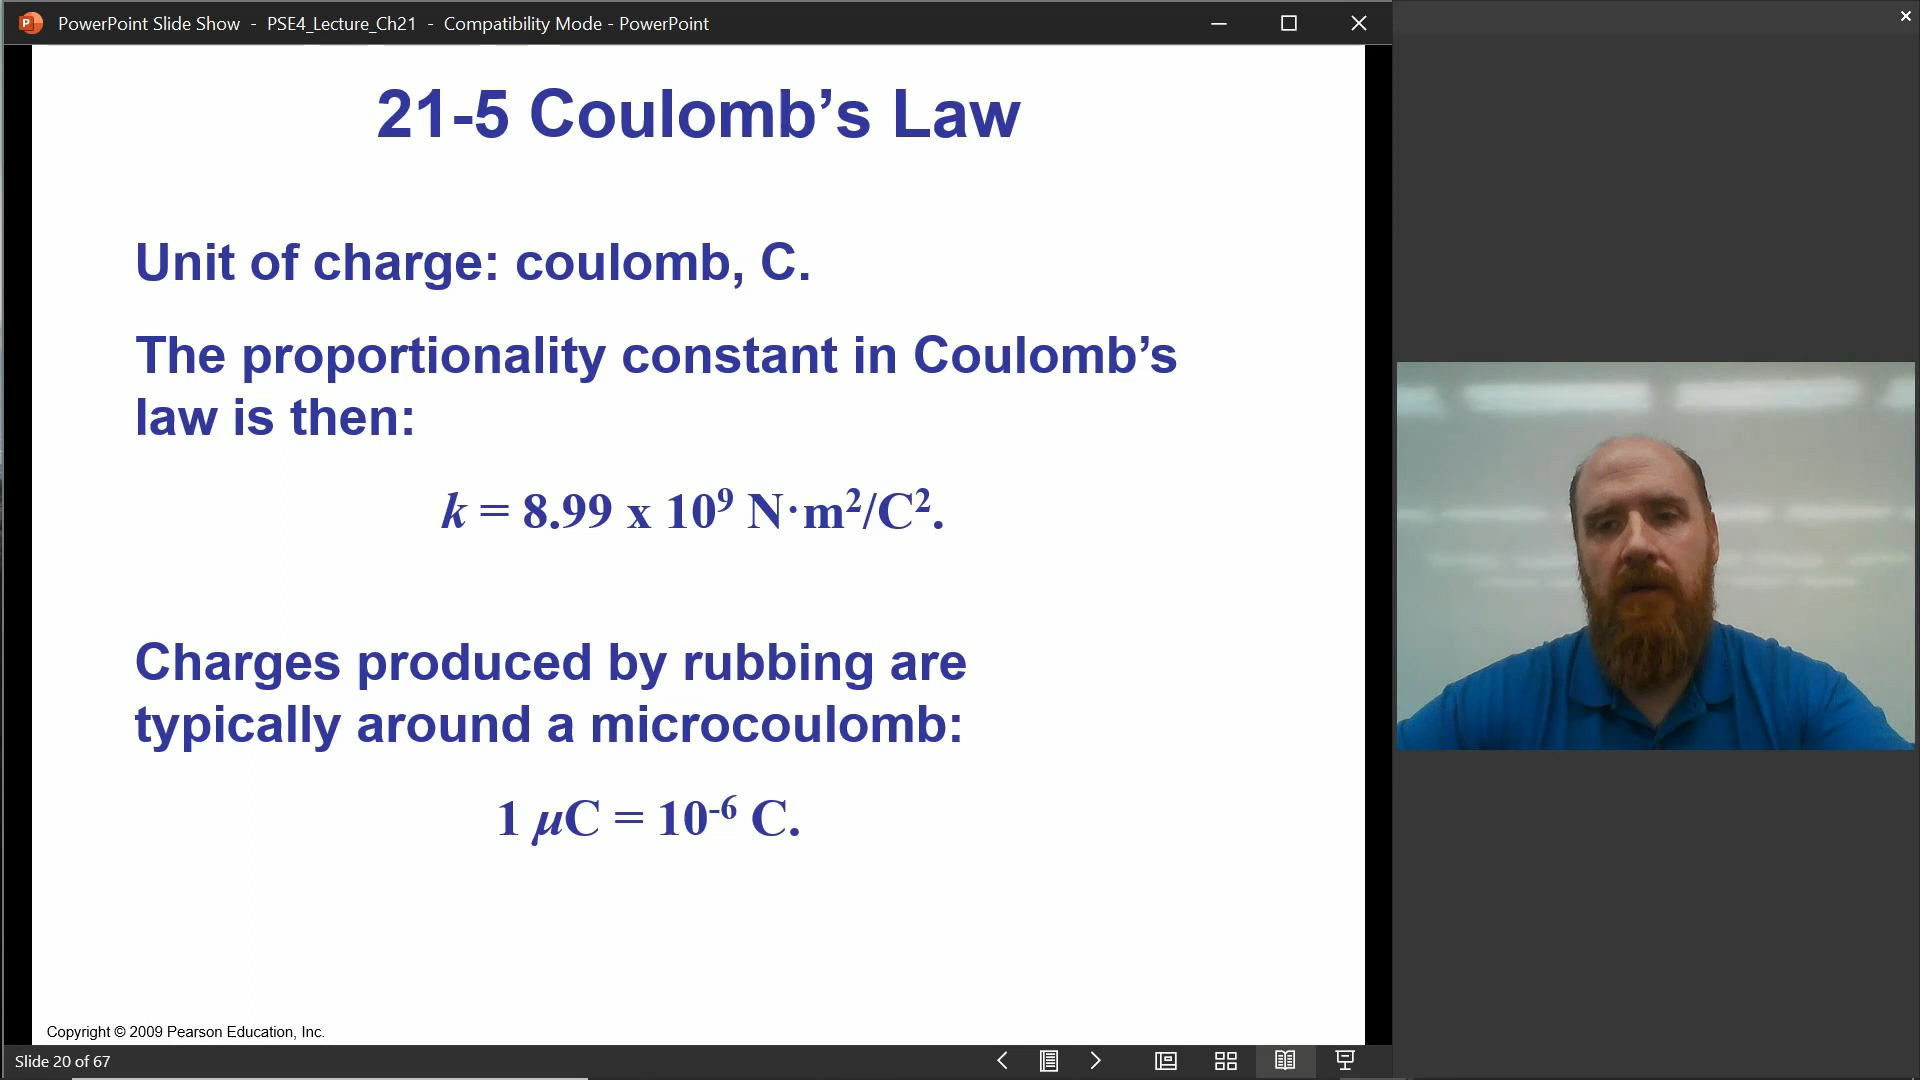 PowerPoint Slide Show - PSE4_Lecture_Ch21 - Compatibility Mode - PowerPoint
21-5 Coulomb’s Law
Unit of charge: coulomb, C.
The proportionality constant in Coulomb’s
law is then:
k = 8.99 x 10⁹ N·m²/C².
Charges produced by rubbing are
typically around a microcoulomb:
1 μC = 10⁻⁶ C.
Copyright © 2009 Pearson Education, Inc.
Slide 20 of 67